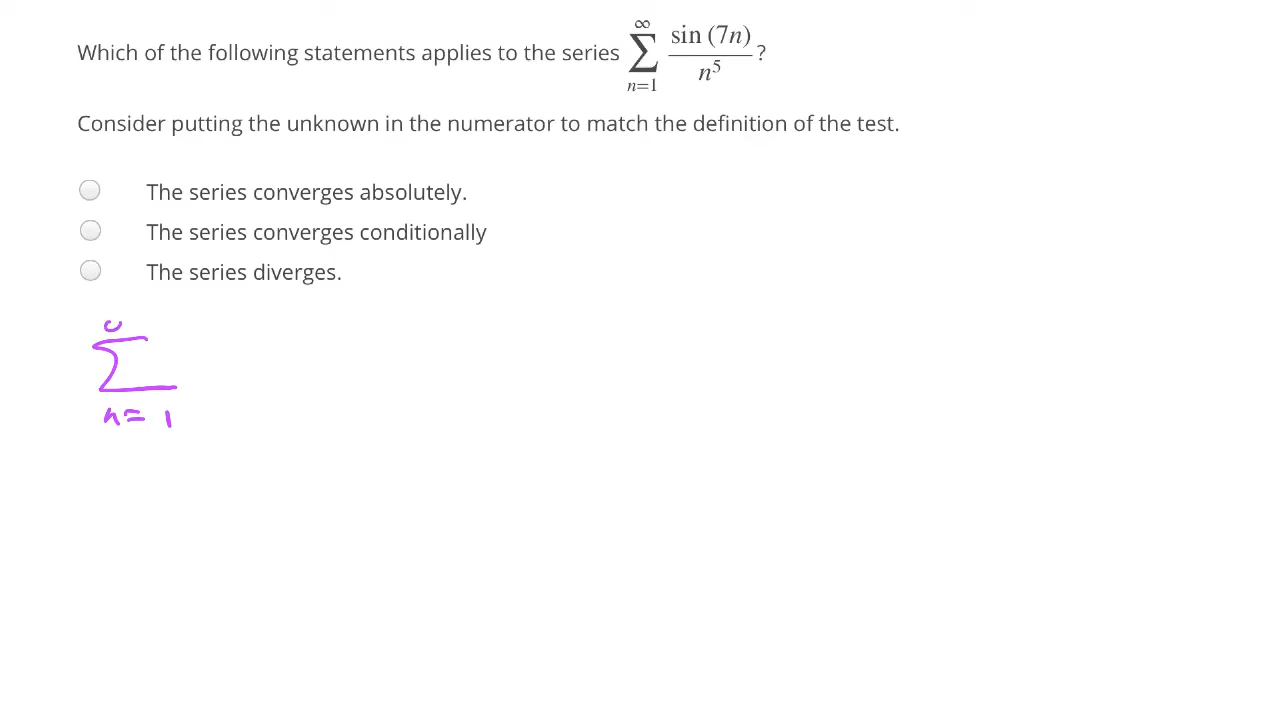 Which of the following statements applies to the series ∑_{n=1}^{∞} sin (7n)/n^5 ?
Consider putting the unknown in the numerator to match the definition of the test.
The series converges absolutely.
The series converges conditionally
The series diverges.
∑
n= 1